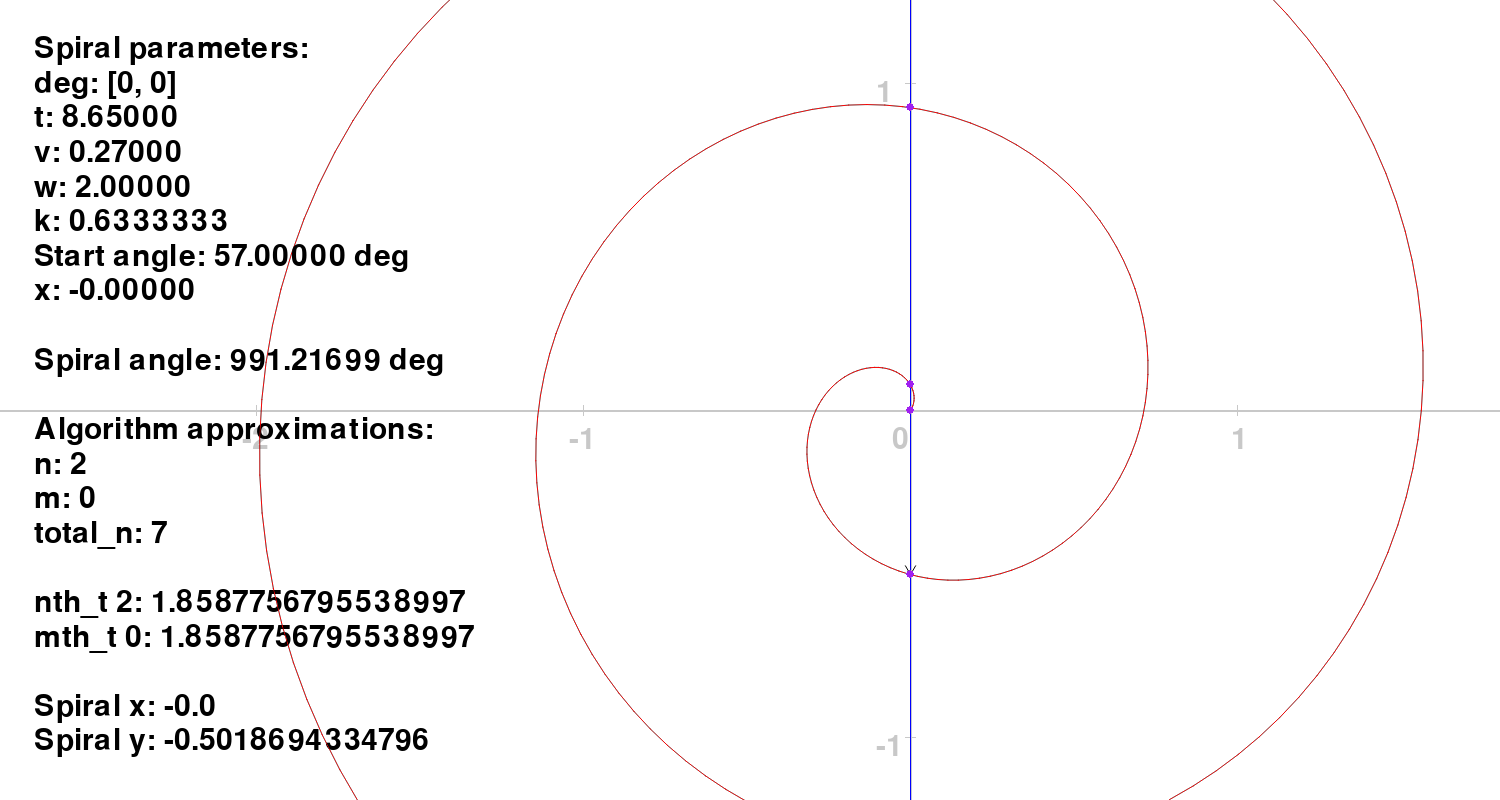 Spiral parameters:
deg: [0, 0]
t: 8.65000
v: 0.27000
w: 2.00000
k: 0.6333333
Start angle: 57.00000 deg
x: -0.00000
Spiral angle: 991.21699 deg
Algorithm approximations:
n: 2
m: 0
total_n: 7
nth_t 2: 1.8587756795538997
mth_t 0: 1.8587756795538997
Spiral x: -0.0
Spiral y: -0.5018694334796
1
-2
-1
0
1
-1